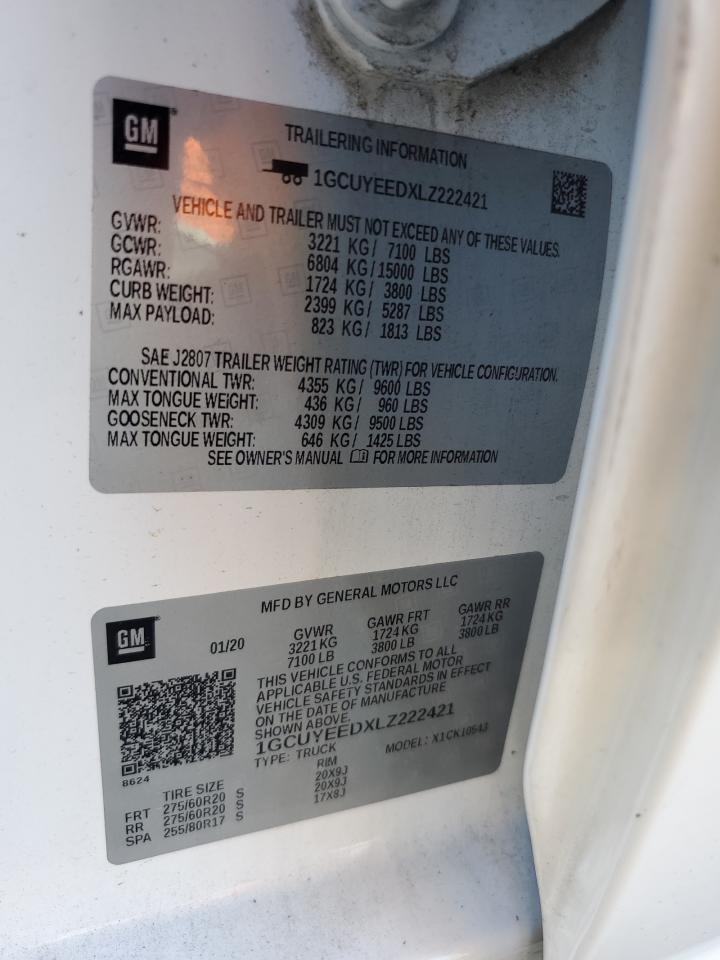 GM
TRAILERING INFORMATION
1GCUYEEDXLZ222421
VEHICLE AND TRAILER MUST NOT EXCEED ANY OF THESE VALUES.
GVWR: 3221 KG/ 7100 LBS
GCWR: 6804 KG/15000 LBS
RGAWR: 1724 KG/ 3800 LBS
CURB WEIGHT: 2399 KG/ 5287 LBS
MAX PAYLOAD: 823 KG/ 1813 LBS
SAE J2807 TRAILER WEIGHT RATING (TWR) FOR VEHICLE CONFIGURATION.
CONVENTIONAL TWR: 4355 KG/ 9600 LBS
MAX TONGUE WEIGHT: 436 KG/ 960 LBS
GOOSENECK TWR: 4309 KG/ 9500 LBS
MAX TONGUE WEIGHT: 646 KG/ 1425 LBS
SEE OWNER'S MANUAL FOR MORE INFORMATION
GM
MFD BY GENERAL MOTORS LLC
01/20 GVWR GAWR FRT GAWR RR
3221 KG 1724 KG 1724 KG
7100 LB 3800 LB 3800 LB
THIS VEHICLE CONFORMS TO ALL
APPLICABLE U.S. FEDERAL MOTOR
VEHICLE SAFETY STANDARDS IN EFFECT
ON THE DATE OF MANUFACTURE
SHOWN ABOVE.
1GCUYEEDXLZ222421
TYPE: TRUCK MODEL: X1CK10543
8624
TIRE SIZE RIM
FRT 275/60R20 S 20X9J
RR 275/60R20 S 20X9J
SPA 255/80R17 S 17X8J